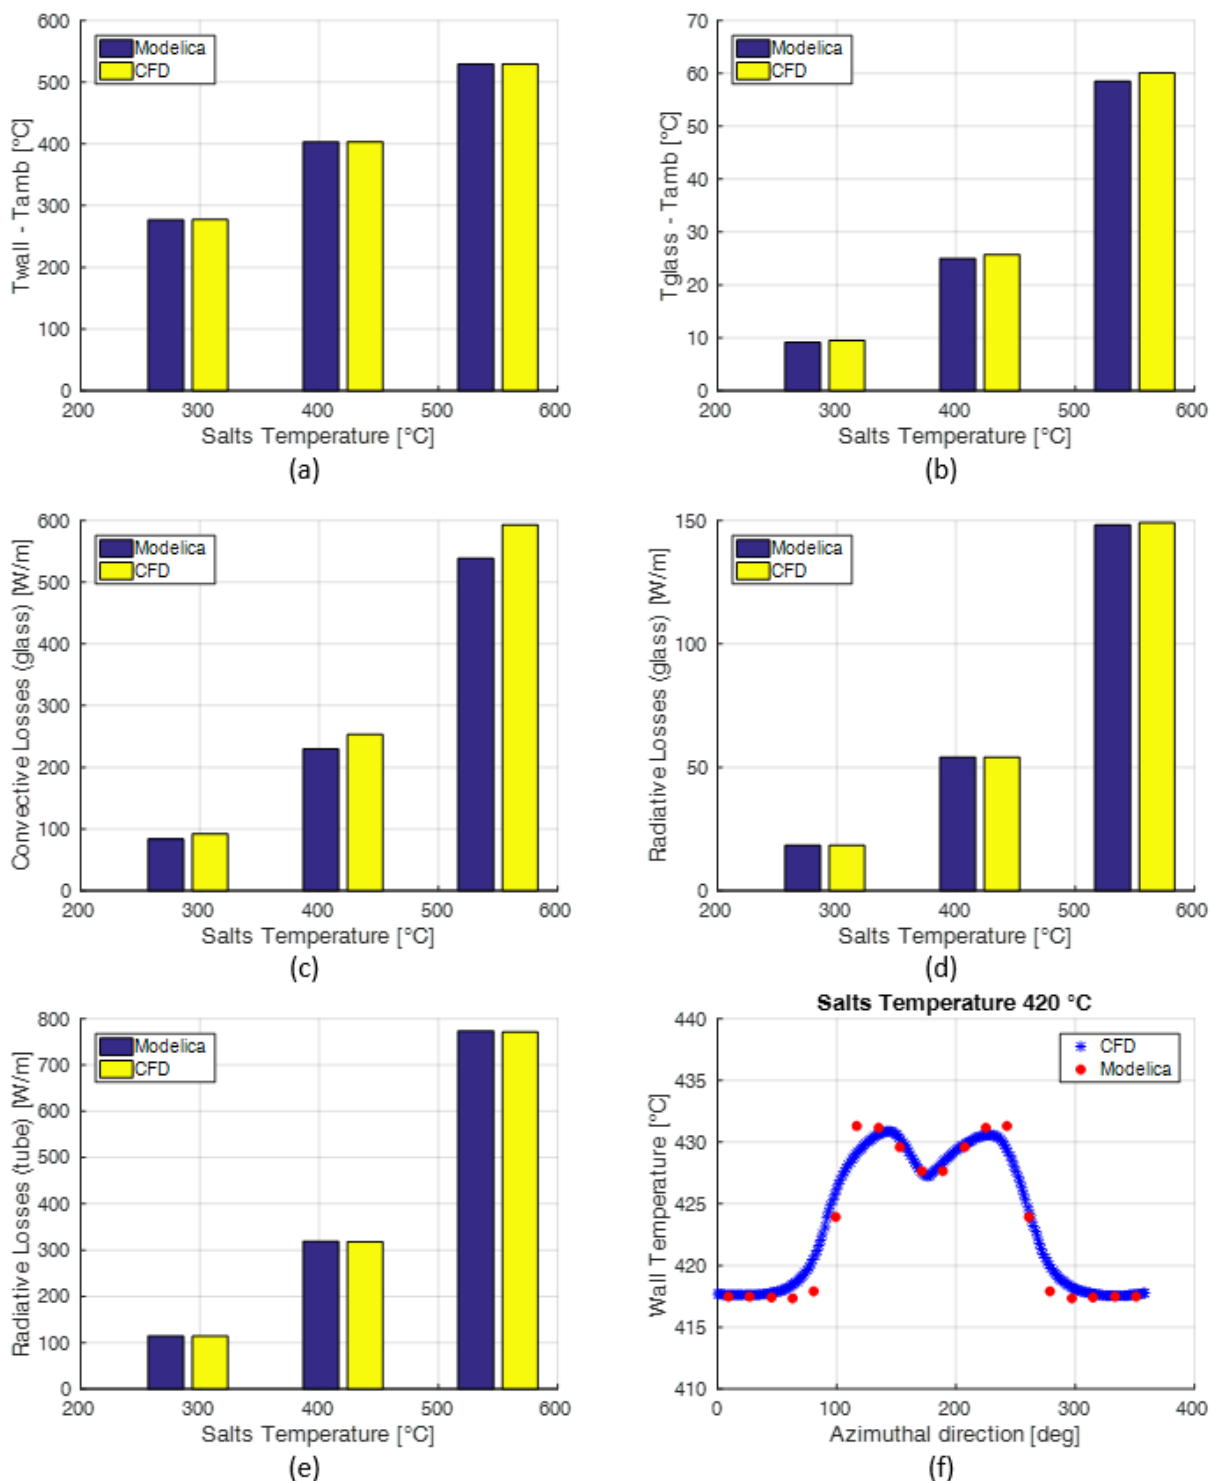 600
500
400
300
200
100
0
Twall - Tamb [°C]
Modelica
CFD
200 300 400 500 600
Salts Temperature [°C]
(a)
70
60
50
40
30
20
10
0
Tglass - Tamb [°C]
Modelica
CFD
200 300 400 500 600
Salts Temperature [°C]
(b)
600
500
400
300
200
100
0
Convective Losses (glass) [W/m]
Modelica
CFD
200 300 400 500 600
Salts Temperature [°C]
(c)
150
100
50
0
Radiative Losses (glass) [W/m]
Modelica
CFD
200 300 400 500 600
Salts Temperature [°C]
(d)
800
700
600
500
400
300
200
100
0
Radiative Losses (tube) [W/m]
Modelica
CFD
200 300 400 500 600
Salts Temperature [°C]
(e)
Salts Temperature 420 °C
440
435
430
425
420
415
410
Wall Temperature [°C]
CFD
Modelica
0 100 200 300 400
Azimuthal direction [deg]
(f)